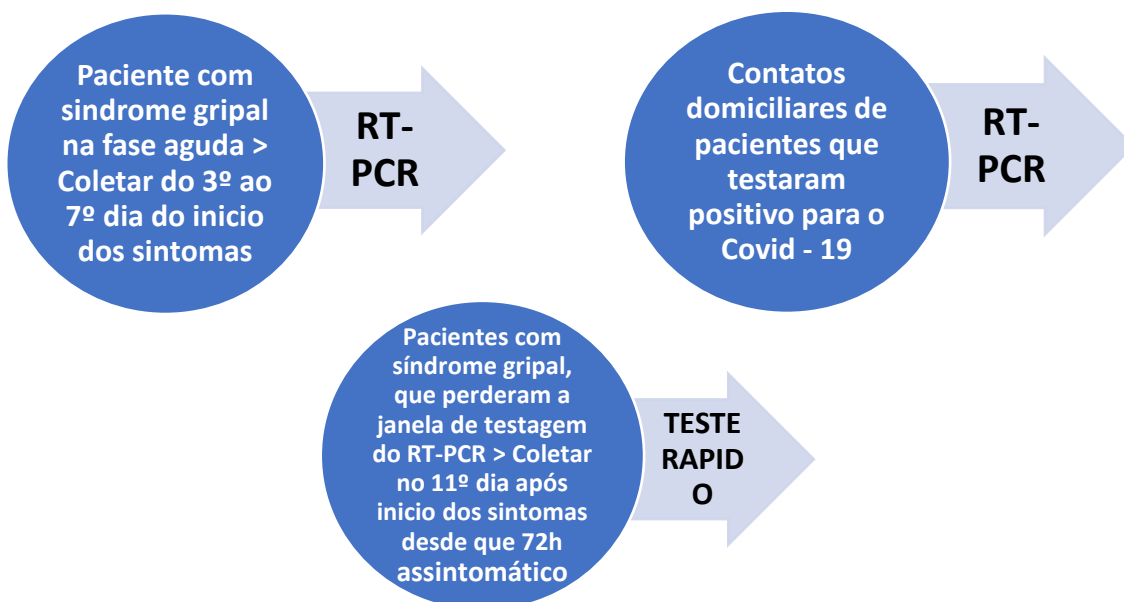 Paciente com
sindrome gripal
na fase aguda >
Coletar do 3º ao
7º dia do inicio
dos sintomas
RT-
PCR
Contatos
domiciliares de
pacientes que
testaram
positivo para o
Covid - 19
RT-
PCR
Pacientes com
síndrome gripal,
que perderam a
janela de testagem
do RT-PCR > Coletar
no 11º dia após
inicio dos sintomas
desde que 72h
assintomático
TESTE
RAPID
O